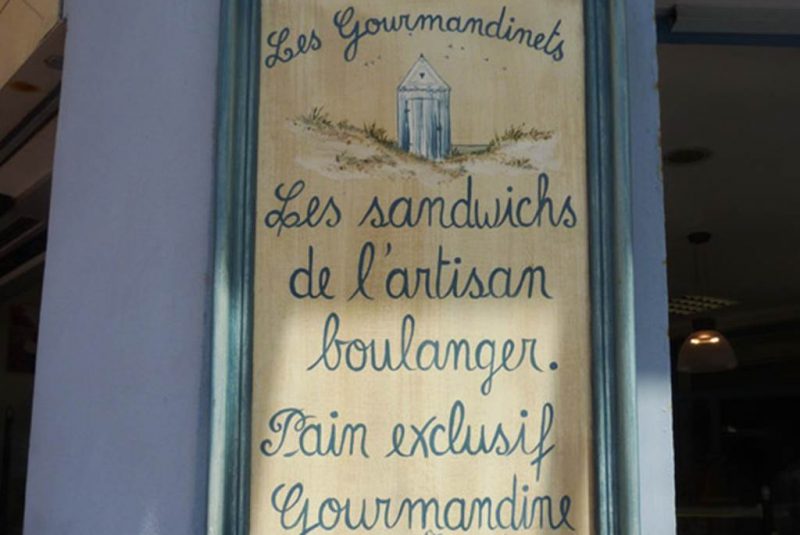 Les Gourmandinets
Les sandwichs
de l'artisan
boulanger.
Pain exclusif
Gourmandine